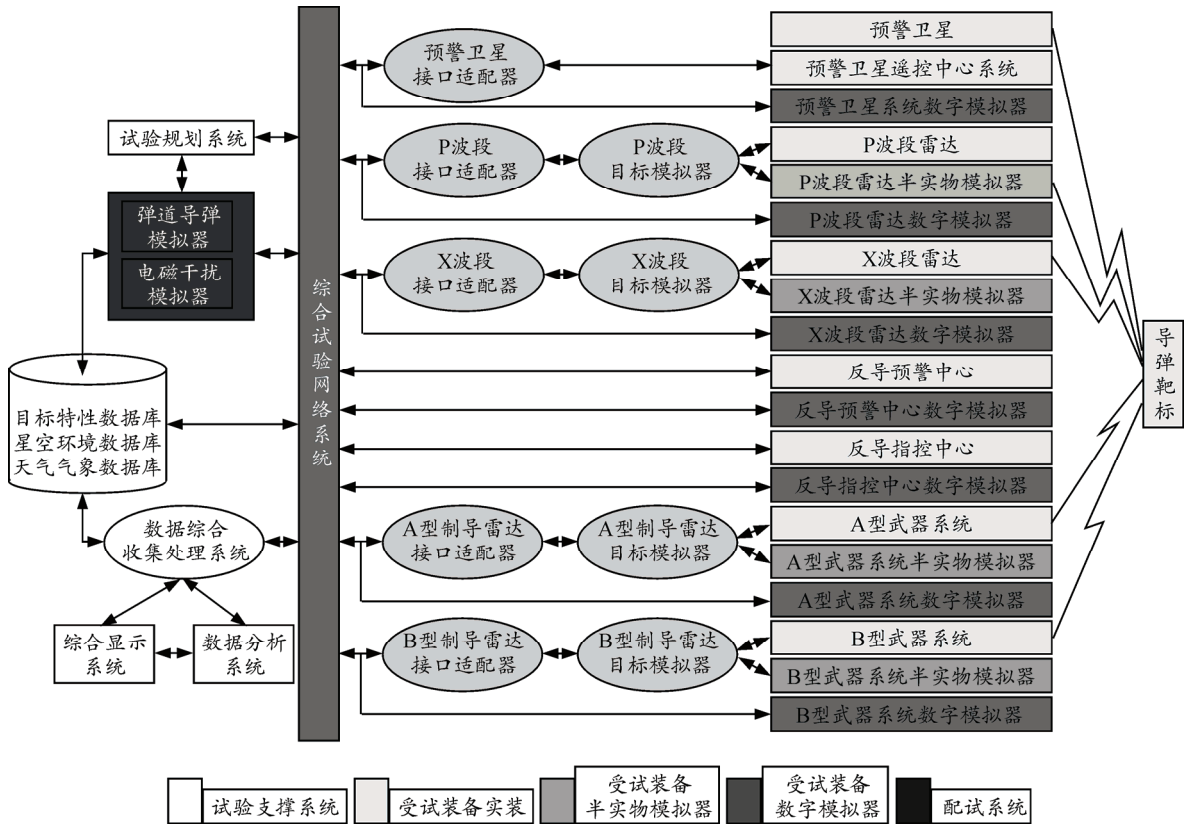 试验规划系统
弹道导弹
模拟器
电磁干扰
模拟器
目标特性数据库
星空环境数据库
天气气象数据库
数据综合
收集处理系统
综合显示
系统
数据分析
系统
综合试验网络系统
预警卫星
接口适配器
P波段
接口适配器
P波段
目标模拟器
X波段
接口适配器
X波段
目标模拟器
A型制导雷达
接口适配器
A型制导雷达
目标模拟器
B型制导雷达
接口适配器
B型制导雷达
目标模拟器
预警卫星
预警卫星遥控中心系统
预警卫星系统数字模拟器
P波段雷达
P波段雷达半实物模拟器
P波段雷达数字模拟器
X波段雷达
X波段雷达半实物模拟器
X波段雷达数字模拟器
反导预警中心
反导预警中心数字模拟器
反导指控中心
反导指控中心数字模拟器
A型武器系统
A型武器系统半实物模拟器
A型武器系统数字模拟器
B型武器系统
B型武器系统半实物模拟器
B型武器系统数字模拟器
导弹靶标
试验支撑系统
受试装备实装
受试装备
半实物模拟器
受试装备
数字模拟器
配试系统